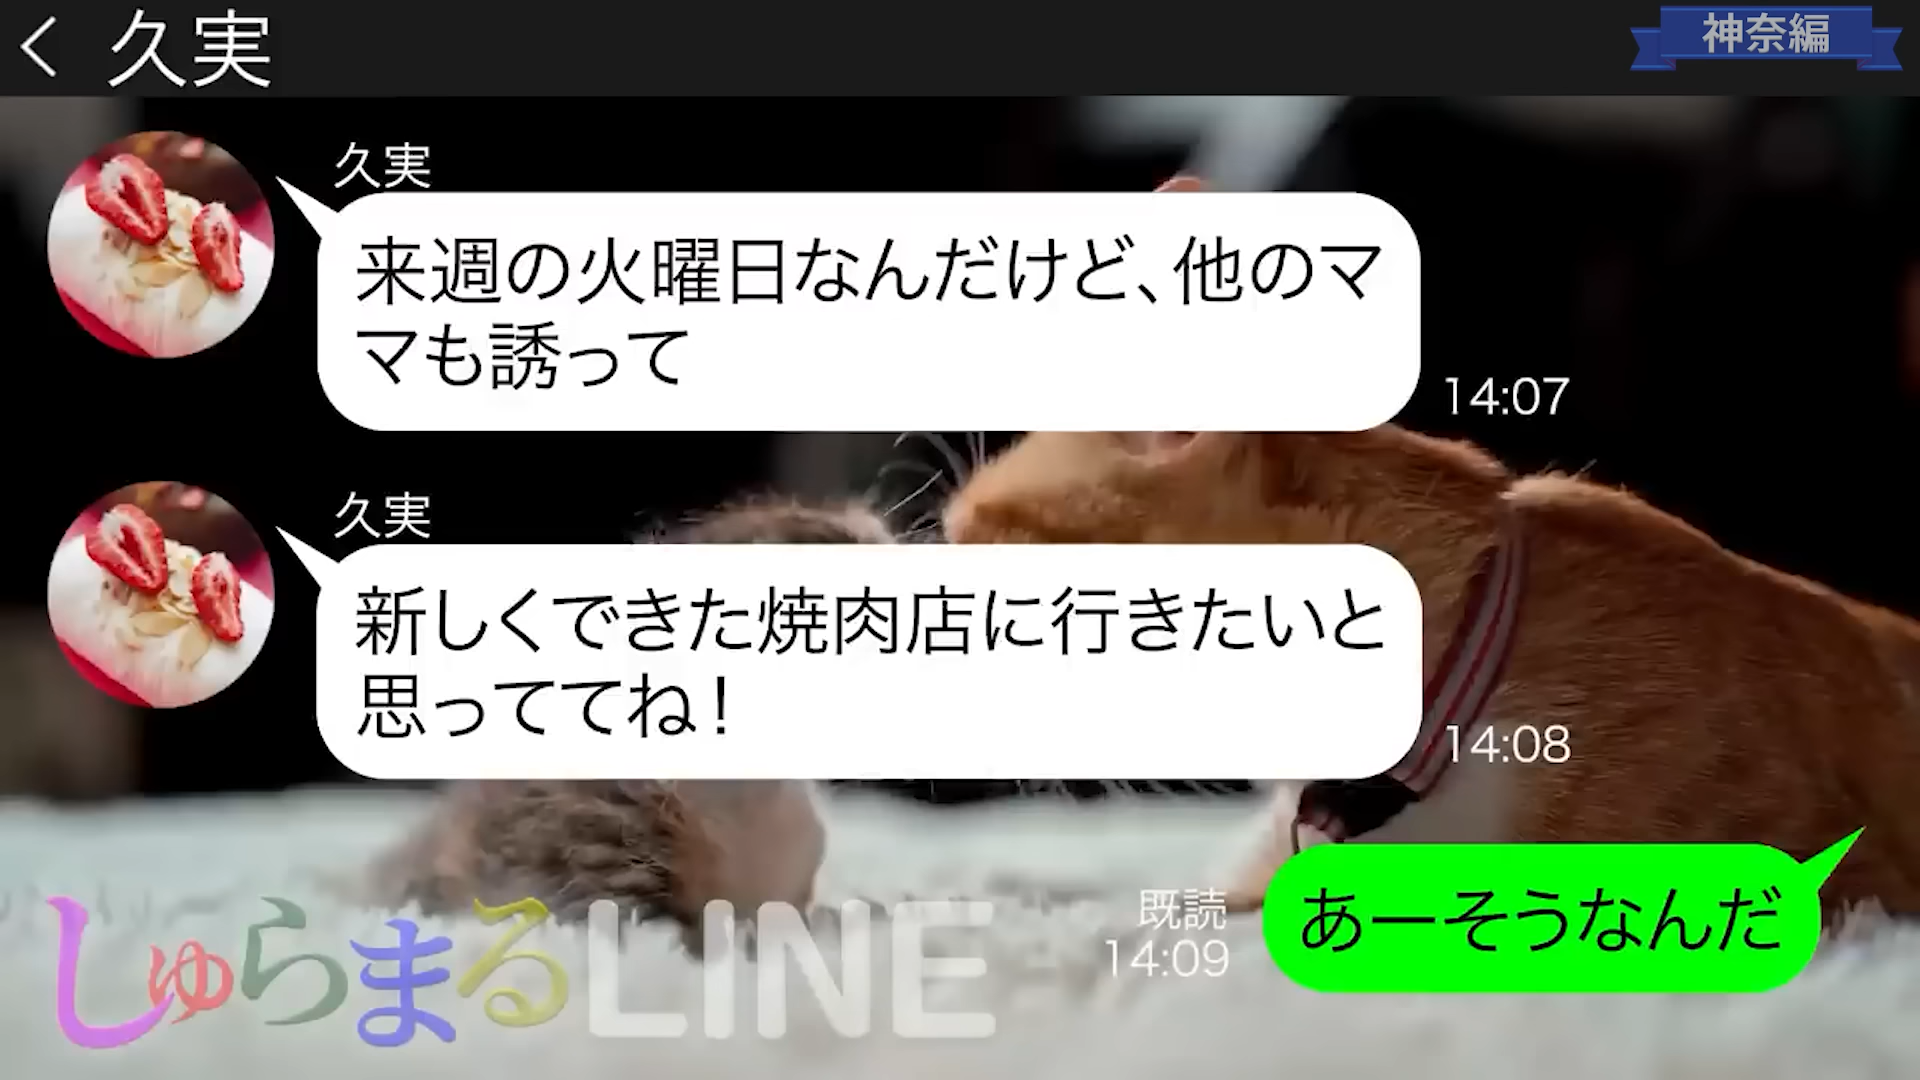 久実
神奈編
久実
来週の火曜日なんだけど、他のマ
マも誘って
14:07
久実
新しくできた焼肉店に行きたいと
思っててね！
14:08
あーそうなんだ
既読
14:09
しゅらまるLINE